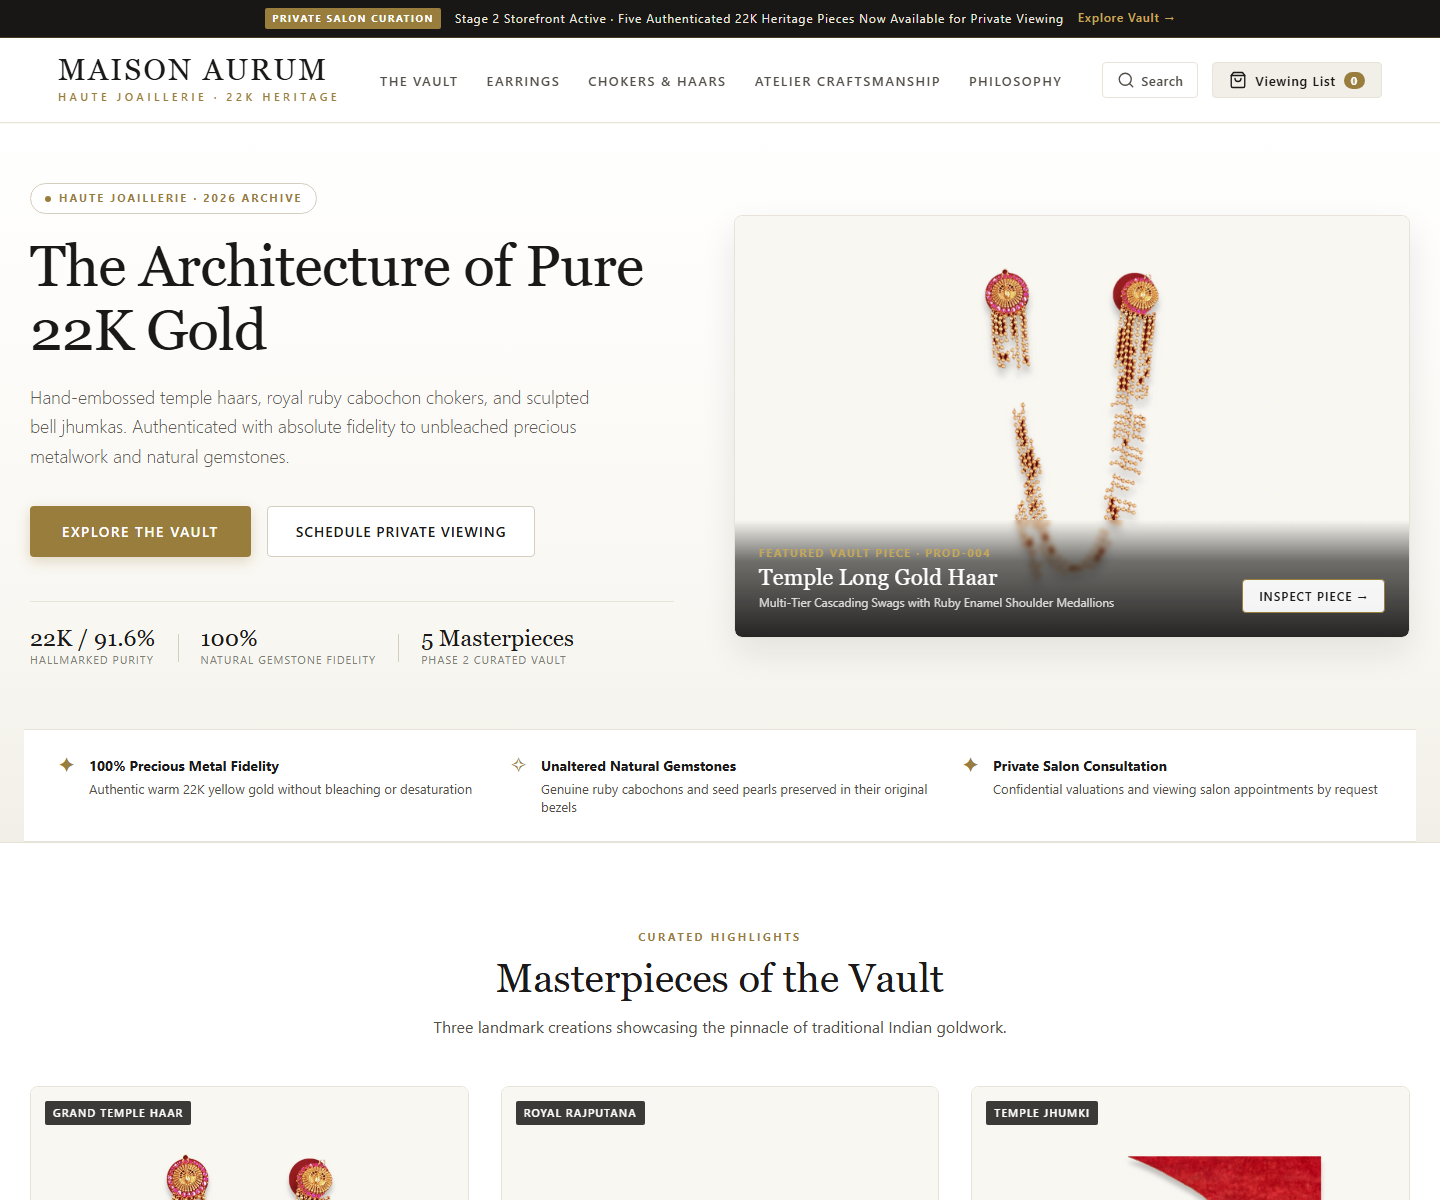 PRIVATE SALON CURATION
Stage 2 Storefront Active · Five Authenticated 22K Heritage Pieces Now Available for Private Viewing
Explore Vault →
MAISON AURUM
HAUTE JOAILLERIE · 22K HERITAGE
THE VAULT
EARRINGS
CHOKERS & HAARS
ATELIER CRAFTSMANSHIP
PHILOSOPHY
Search
Viewing List 0
HAUTE JOAILLERIE · 2026 ARCHIVE
The Architecture of Pure
22K Gold
Hand-embossed temple haars, royal ruby cabochon chokers, and sculpted
bell jhumkas. Authenticated with absolute fidelity to unbleached precious
metalwork and natural gemstones.
EXPLORE THE VAULT
SCHEDULE PRIVATE VIEWING
22K / 91.6%
HALLMARKED PURITY
100%
NATURAL GEMSTONE FIDELITY
5 Masterpieces
PHASE 2 CURATED VAULT
FEATURED VAULT PIECE · PROD-004
Temple Long Gold Haar
Multi-Tier Cascading Swags with Ruby Enamel Shoulder Medallions
INSPECT PIECE →
100% Precious Metal Fidelity
Authentic warm 22K yellow gold without bleaching or desaturation
Unaltered Natural Gemstones
Genuine ruby cabochons and seed pearls preserved in their original
bezels
Private Salon Consultation
Confidential valuations and viewing salon appointments by request
CURATED HIGHLIGHTS
Masterpieces of the Vault
Three landmark creations showcasing the pinnacle of traditional Indian goldwork.
GRAND TEMPLE HAAR
ROYAL RAJPUTANA
TEMPLE JHUMKI